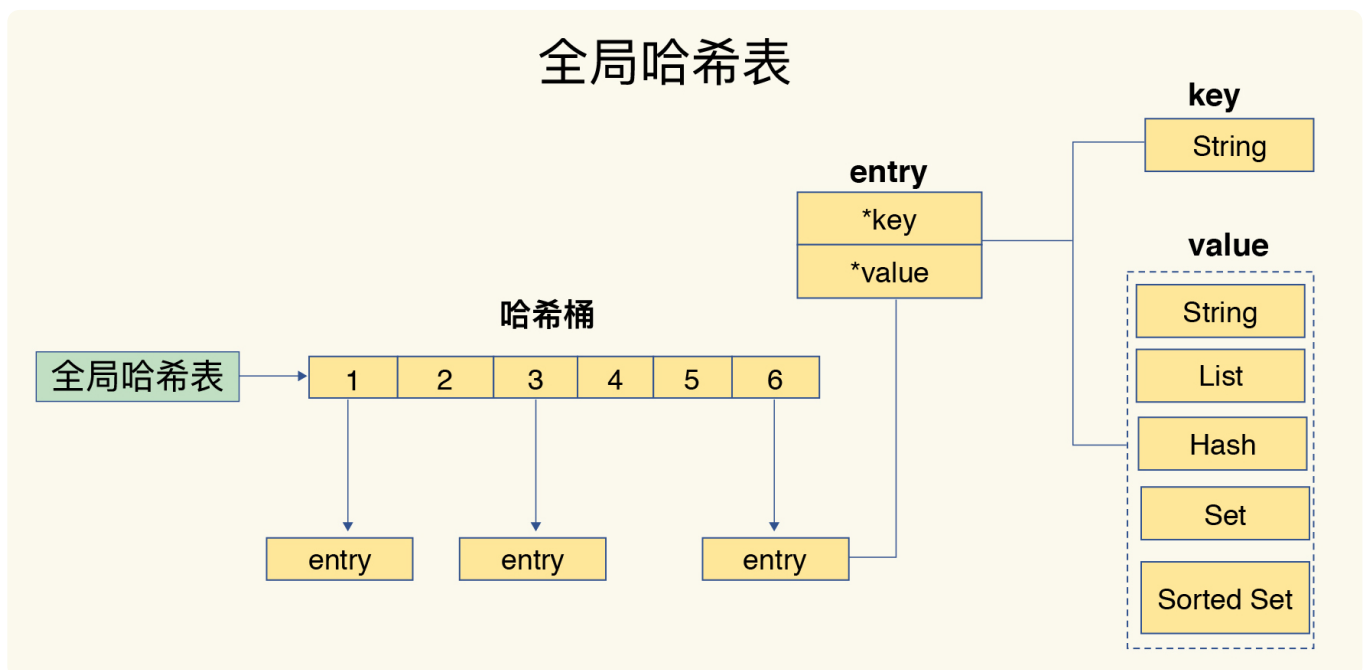 全局哈希表
key
String
entry
*key
*value
value
String
List
Hash
Set
Sorted Set
哈希桶
全局哈希表
1 2 3 4 5 6
entry entry entry